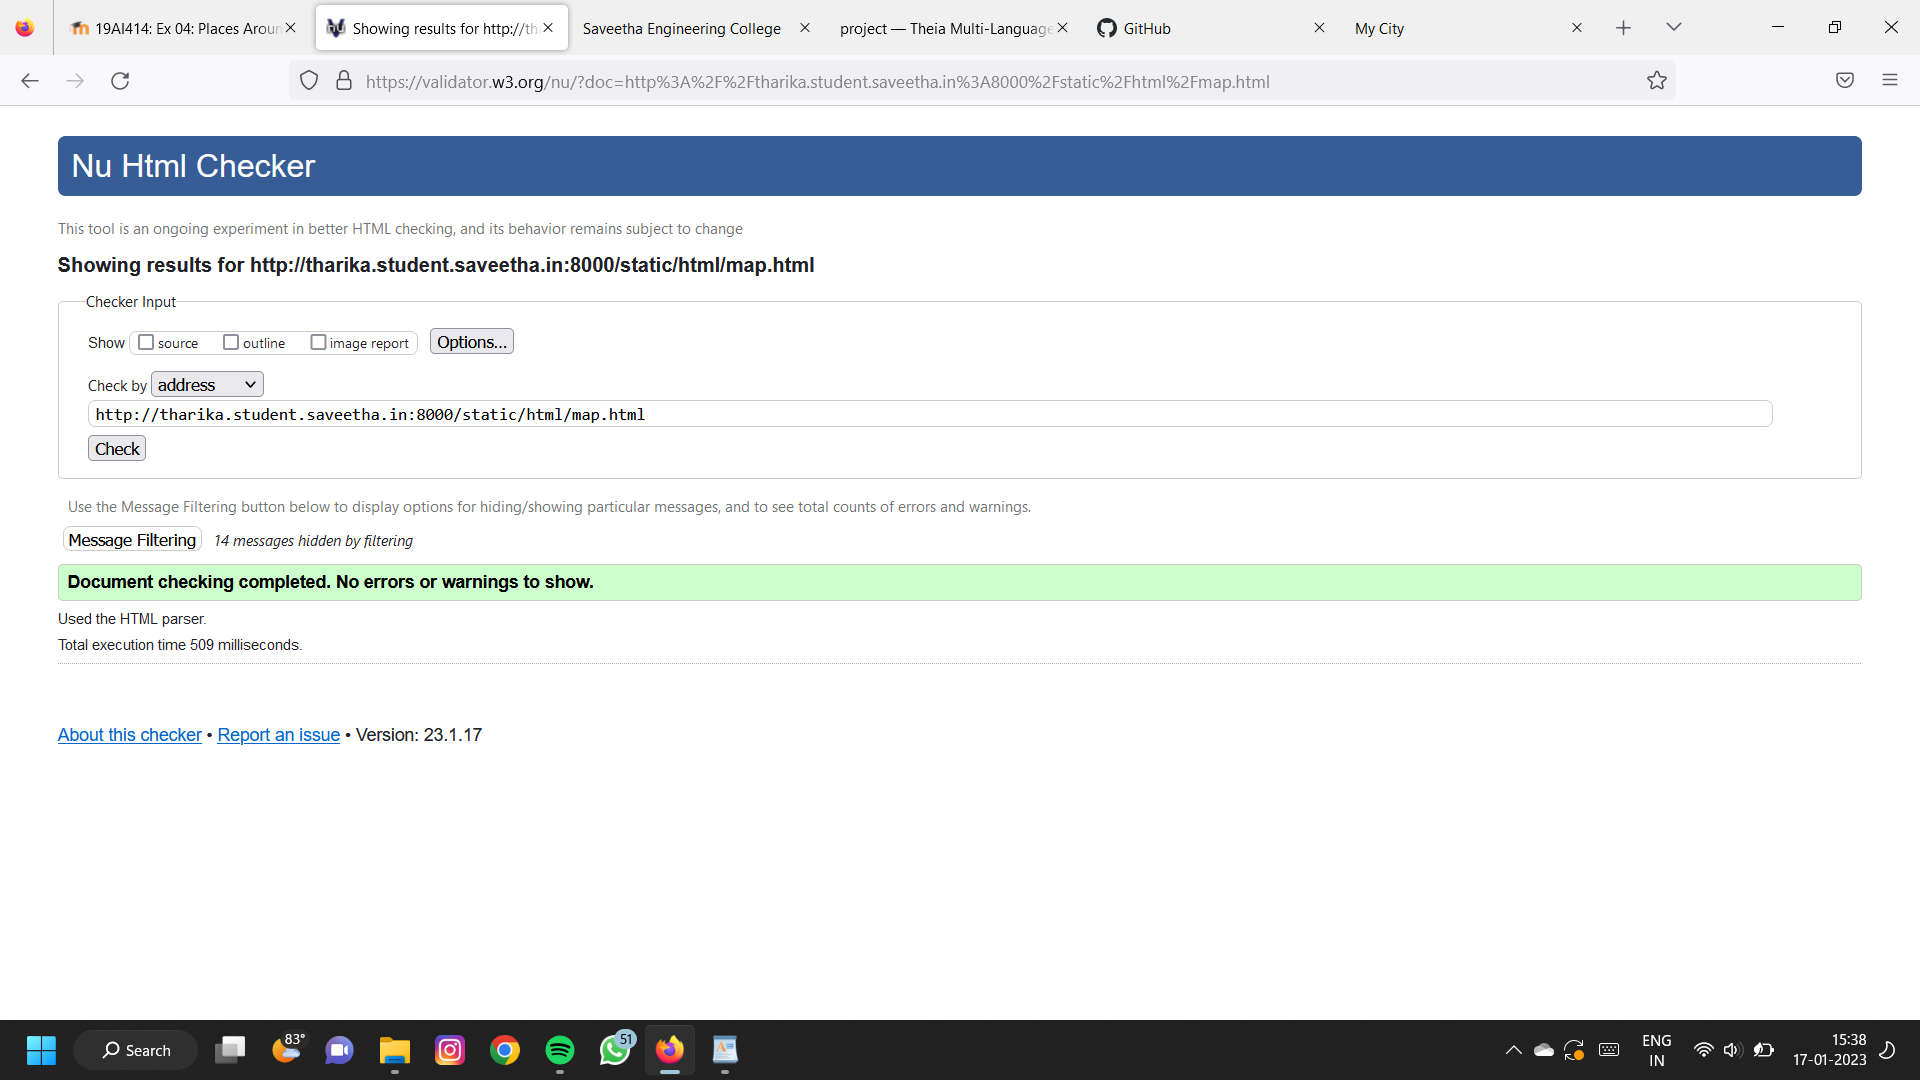 19AI414: Ex 04: Places Aroun
Showing results for http://th
Saveetha Engineering College
project — Theia Multi-Language
GitHub
My City
https://validator.w3.org/nu/?doc=http%3A%2F%2Ftharika.student.saveetha.in%3A8000%2Fstatic%2Fhtml%2Fmap.html
Nu Html Checker
This tool is an ongoing experiment in better HTML checking, and its behavior remains subject to change
Showing results for http://tharika.student.saveetha.in:8000/static/html/map.html
Checker Input
Show source outline image report Options...
Check by address
http://tharika.student.saveetha.in:8000/static/html/map.html
Check
Use the Message Filtering button below to display options for hiding/showing particular messages, and to see total counts of errors and warnings.
Message Filtering 14 messages hidden by filtering
Document checking completed. No errors or warnings to show.
Used the HTML parser.
Total execution time 509 milliseconds.
About this checker • Report an issue • Version: 23.1.17
Search
83°
51
ENG
IN
15:38
17-01-2023